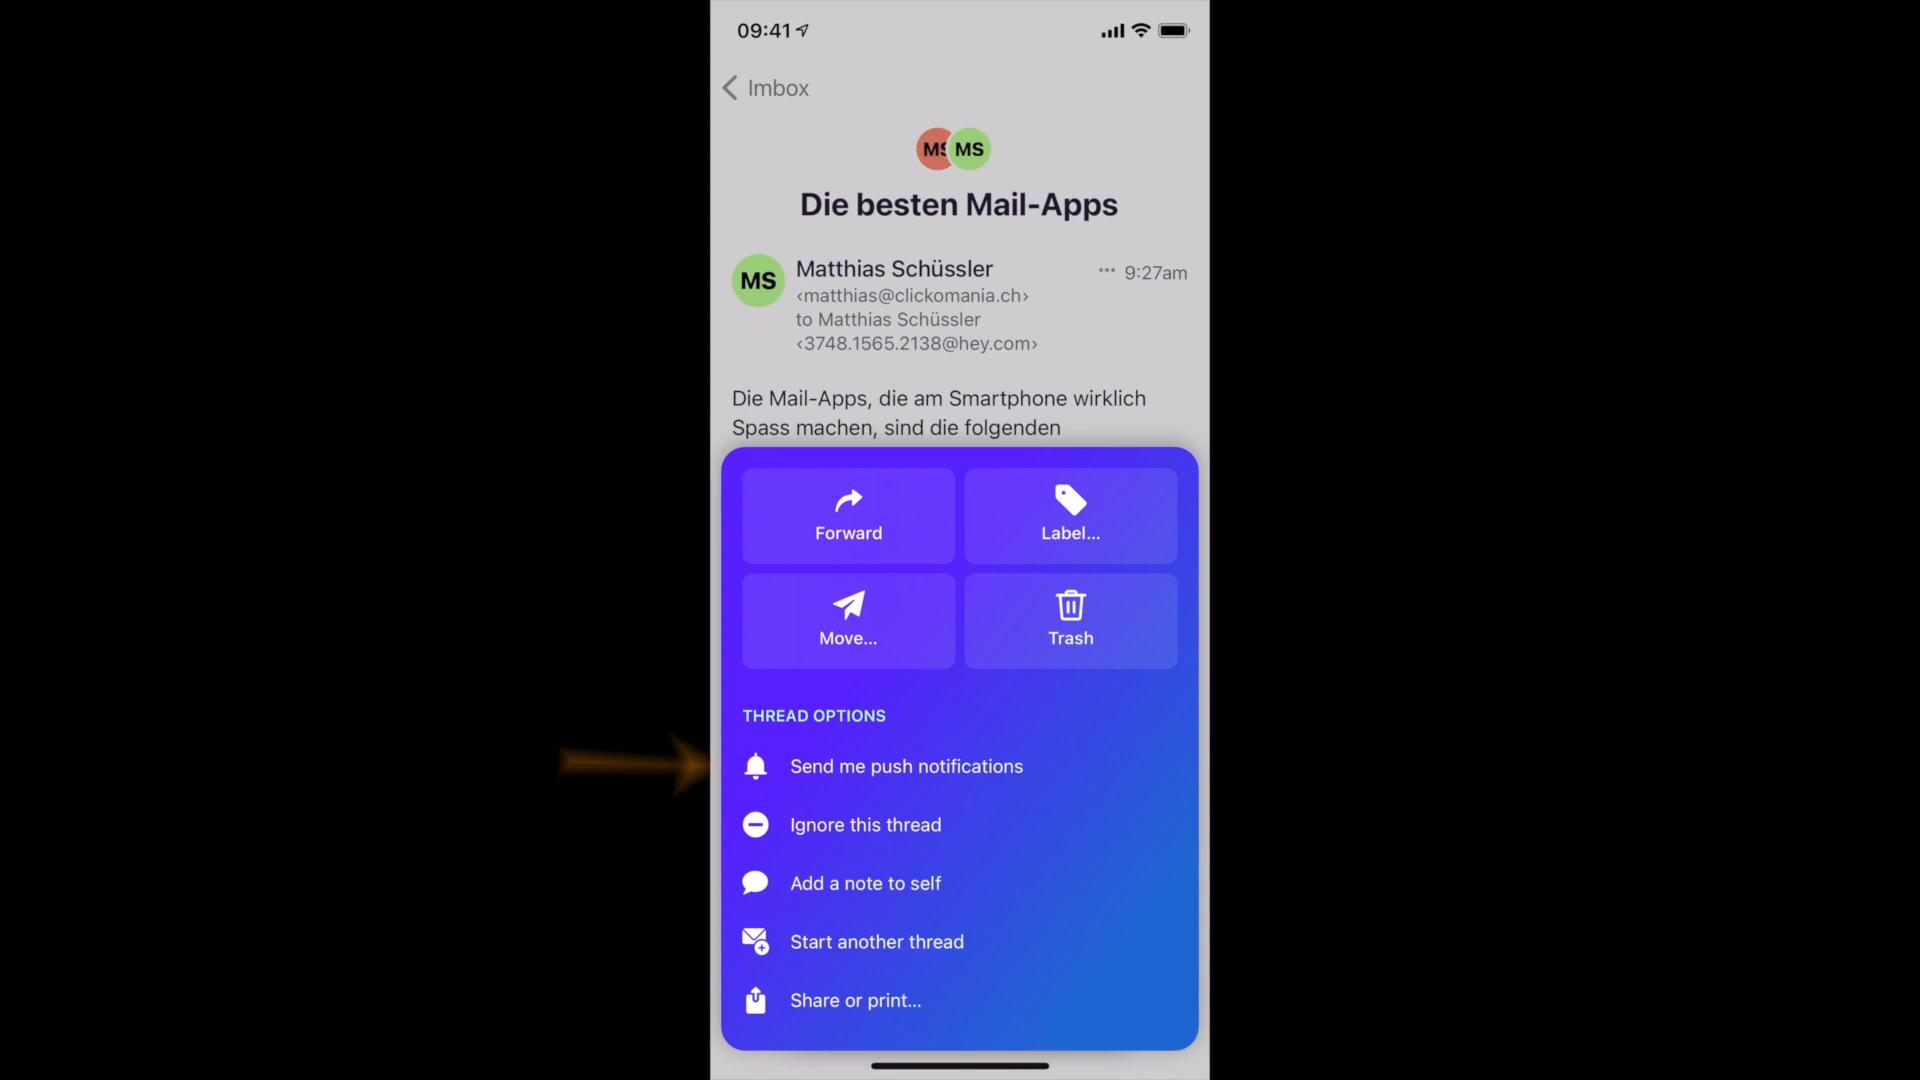 09:41
Imbox
MS MS
Die besten Mail-Apps
MS
Matthias Schüssler
... 9:27am
<matthias@clickomania.ch>
to Matthias Schüssler
<3748.1565.2138@hey.com>
Die Mail-Apps, die am Smartphone wirklich
Spass machen, sind die folgenden
Forward
Label...
Move...
Trash
THREAD OPTIONS
Send me push notifications
Ignore this thread
Add a note to self
Start another thread
Share or print...